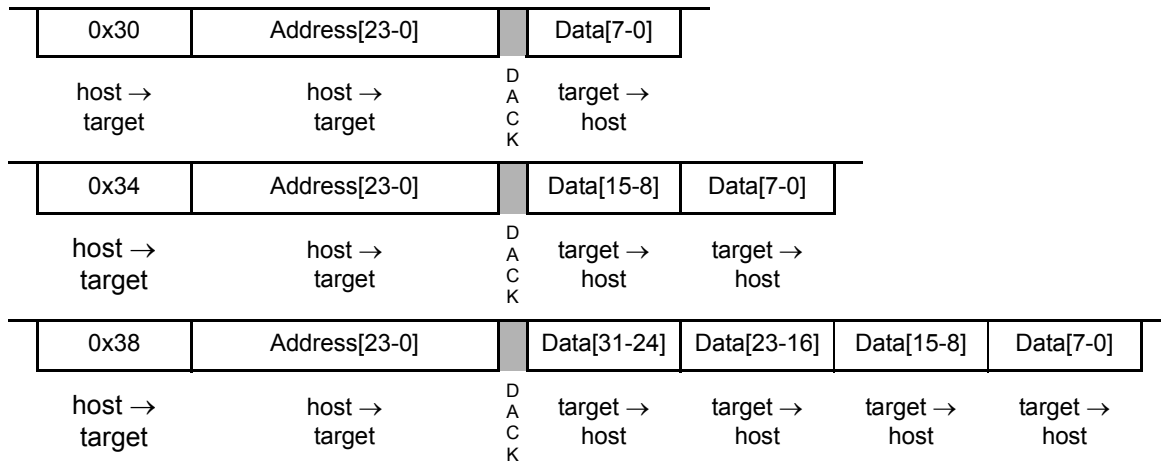 0x30 Address[23-0] Data[7-0]
host → host → D A C K target →
target target host
0x34 Address[23-0] Data[15-8] Data[7-0]
host → host → D A C K target → target →
target target host host
0x38 Address[23-0] Data[31-24] Data[23-16] Data[15-8] Data[7-0]
host → host → D A C K target → target → target → target →
target target host host host host